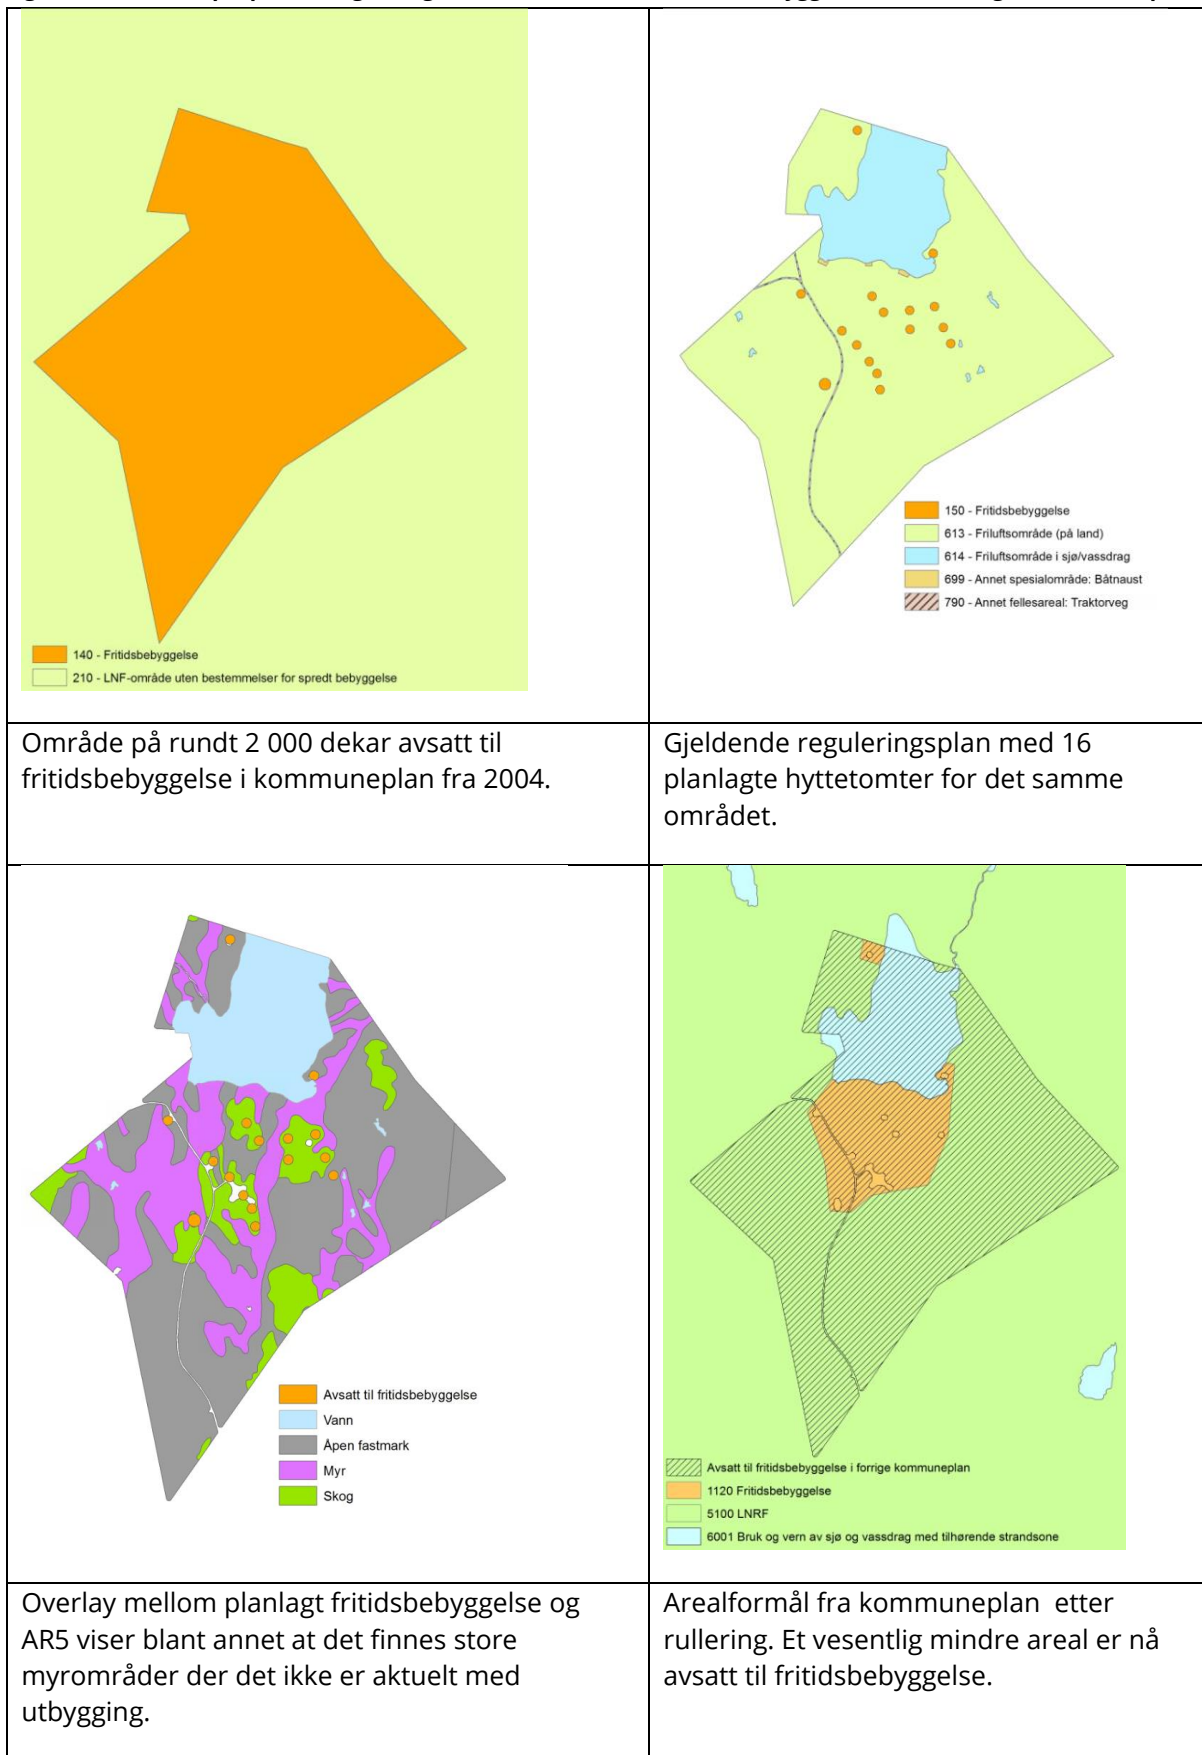 140 - Fritidsbebyggelse
210 - LNF-område uten bestemmelser for spredt bebyggelse
150 - Fritidsbebyggelse
613 - Friluftsområde (på land)
614 - Friluftsområde i sjø/vassdrag
699 - Annet spesialområde: Båtnaust
790 - Annet fellesareal: Traktorveg
Område på rundt 2 000 dekar avsatt til
fritidsbebyggelse i kommuneplan fra 2004.
Gjeldende reguleringsplan med 16
planlagte hyttetomter for det samme
området.
Avsatt til fritidsbebyggelse
Vann
Åpen fastmark
Myr
Skog
Avsatt til fritidsbebyggelse i forrige kommuneplan
1120 Fritidsbebyggelse
5100 LNRF
6001 Bruk og vern av sjø og vassdrag med tilhørende strandsone
Overlay mellom planlagt fritidsbebyggelse og
AR5 viser blant annet at det finnes store
myrområder der det ikke er aktuelt med
utbygging.
Arealformål fra kommuneplan etter
rullering. Et vesentlig mindre areal er nå
avsatt til fritidsbebyggelse.